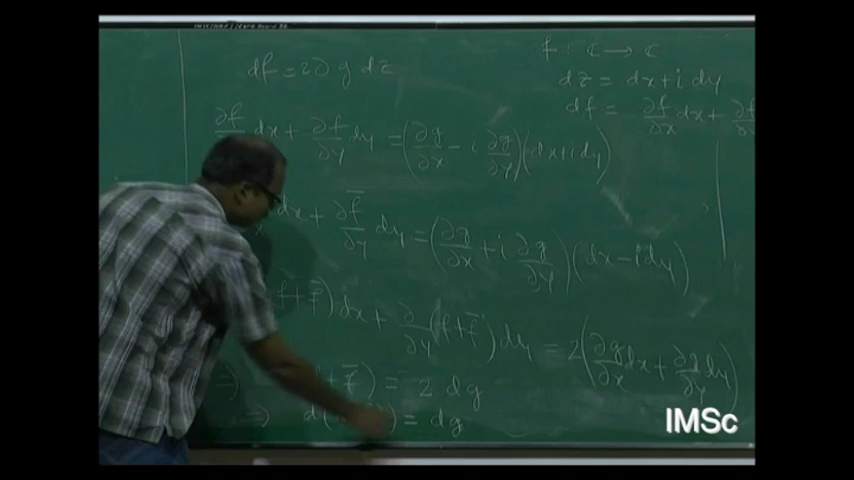 f : C → C
df = 2∂ g dz
dz = dx + i dy
df = ∂f/∂x dx + ∂f/∂y
∂f dx + ∂f/∂y dy = (∂g/∂x − i ∂g/∂y)(dx + i dy)
dx + ∂f̄/∂y dy = (∂g/∂x + i ∂g/∂y)(dx − i dy)
f + f̄) dx + ∂/∂y (f + f̄) dy = 2(∂g/∂x dx + ∂g/∂y dy)
⇒ + f̄) = 2 dg
⇒ d( ) = dg
IMSc